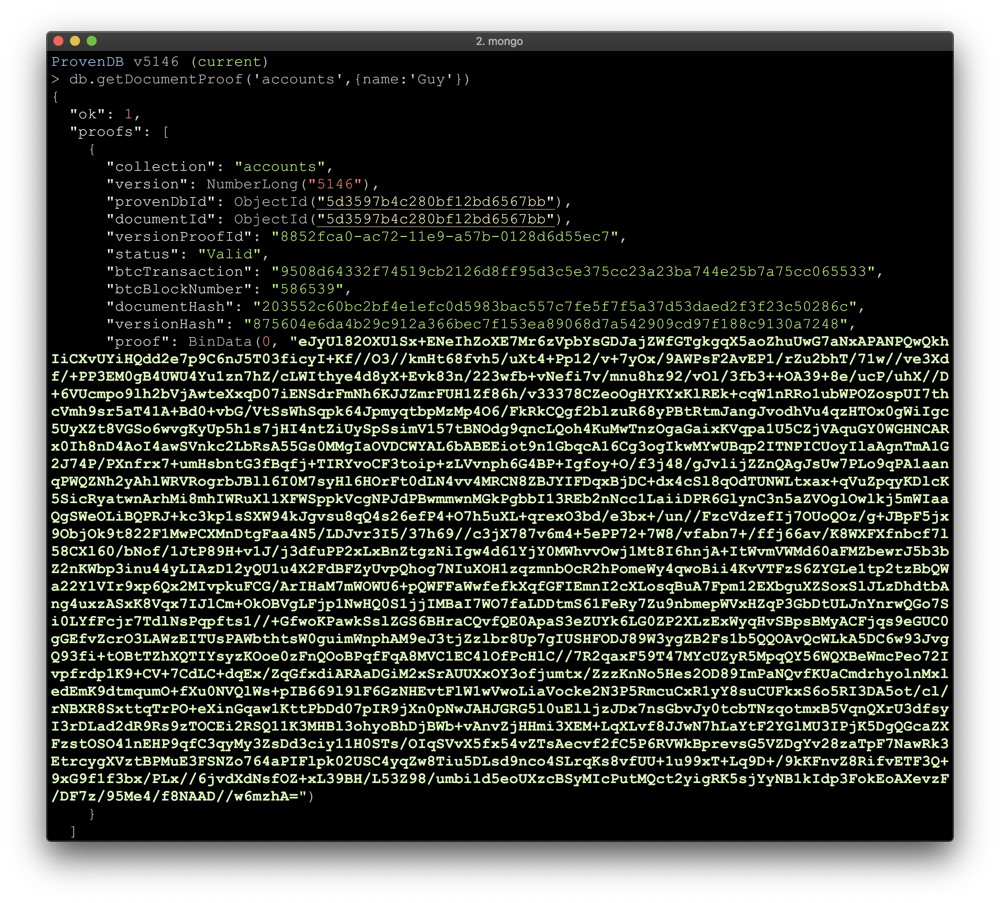 2. mongo
ProvenDB v5146 (current)
> db.getDocumentProof('accounts',{name:'Guy'})
{
"ok": 1,
"proofs": [
{
"collection": "accounts",
"version": NumberLong("5146"),
"provenDbId": ObjectId("5d3597b4c280bf12bd6567bb"),
"documentId": ObjectId("5d3597b4c280bf12bd6567bb"),
"versionProofId": "8852fca0-ac72-11e9-a57b-0128d6d55ec7",
"status": "Valid",
"btcTransaction": "9508d64332f74519cb2126d8ff95d3c5e375cc23a23ba744e25b7a75cc065533",
"btcBlockNumber": "586539",
"documentHash": "203552c60bc2bf4e1efc0d5983bac557c7fe5f7f5a37d53daed2f3f23c50286c",
"versionHash": "875604e6da4b29c912a366bec7f153ea89068d7a542909cd97f188c9130a7248",
"proof": BinData(0, "eJyUl82OXUlSx+ENeIhZoXE7Mr6zVpbYsGDJajZWfGTgkgqX5aoZhuUwG7aNxAPANPQwQkh
IiCXvUYiHQdd2e7p9C6nJ5T03ficyI+Kf//O3//kmHt68fvh5/uXt4+Pp12/v+7yOx/9AWPsF2AvEP1/rZu2bhT/71w//ve3Xd
f/+PP3EM0gB4UWU4Yu1zn7hZ/cLWIthye4d8yX+Evk83n/223wfb+vNefi7v/mnu8hz92/vOl/3fb3++OA39+8e/ucP/uhX//D
+6VUcmpo9lh2bVjAwteXxqD07iENSdrFmNh6KJJZmrFUH1Zf86h/v33378CZeoOgHYKYxKlREk+cqW1nRRo1ubWPOZospUI7th
cVmh9sr5aT41A+Bd0+vbG/VtSsWhSqpk64JpmyqtbpMzMp4O6/FkRkCQgf2blzuR68yPBtRtmJangJvodhVu4qzHTOx0gWiIgc
5UyXZt8VGSo6wvgKyUp5h1s7jHI4ntZiUySpSsimV157tBNOdg9qncLQoh4KuMwTnzOgaGaixKVqpa1U5CZjVAquGY0WGHNCAR
x0Ih8nD4AoI4awSVnkc2LbRsA55Gs0MMgIaOVDCWYAL6bABEEiot9n1GbqcA16Cg3ogIkwMYwUBqp2ITNPICUoyIlaAgnTmA1G
2J74P/PXnfrx7+umHsbntG3fBqfj+TIRYvoCF3toip+zLVvnph6G4BP+Igfoy+O/f3j48/gJvlijZZnQAgJsUw7PLo9qPA1aan
qPWQZNh2yAhlWRVRogrbJBll6I0M7syHl6HOrFt0dLN4vv4MRCN8ZBJYIFDqxBjDC+dx4cSl8qOdTUNWLtxax+qVuZpqyKDlcK
5SicRyatwnArhMi8mhIWRuXl1XFWSppkVcgNPJdPBwmmwnMGkPgbbI13REb2nNcc1LaiiDPR6GlynC3n5aZVOglOwlkj5mWIaa
QgSWeOLiBQPRJ+kc3kp1sSXW94kJgvsu8qQ4s26efP4+O7h5uXL+qrexO3bd/e3bx+/un//FzcVdzefIj7OUoQOz/g+JBpF5jx
9ObjOk9t822F1MwPCXMnDtgFaa4N5/LDJvr3I5/37h69//c3jX787v6m4+5ePP72+7W8/vfabn7+/ffj66av/K8WXFXfnbcf7l
58CXl60/bNof/1JtP89H+v1J/j3dfuPP2xLxBnZtgzNiIgw4d61YjY0MWhvvOwj1Mt8I6hnjA+ItWvmVWMd60aFMZbewrJ5b3b
Z2nKWbp3inu44yLIAzD12yQU1u4X2FdBFZyUvpQhog7NIuXOH1zqzmnbOcR2hPomeWy4qwoBii4KvVTFzS6ZYGLe1tp2tzBbQW
a22YlVIr9xp6Qx2MIvpkuFCG/ArIHaM7mWOWU6+pQWFFaWwfefkXqfGFIEmnI2cXLosqBuA7Fpm12EXbguXZSoxSlJLzDhdtbA
ng4uxzASxK8Vqx7IJlCm+OkOBVgLFjp1NwHQ0S1jjIMBaI7WO7faLDDtmS61FeRy7Zu9nbmepWVxHZqP3GbDtULJnYnrwQGo7S
i0LYfFcjr7TdlNsPqpfts1//+GfwoKPawkSslZGS6BHraCQvfQE0ApaS3eZUYk6LG0ZP2XLzExWyqHvSBpsBMyACFjqs9eGUC0
gGEfvZcrO3LAWzEITUsPAWbthtsW0guimWnphAM9eJ3tjZzlbr8Up7gIUSHFODJ89W3ygZB2Fs1b5QQOAvQcWLkA5DC6w93Jvg
Q93fi+tOBtTZhXQTIYsyzKOoe0zFnQOoBPqfFqA8MVC1EC4lOfPcHlC//7R2qaxF59T47MYcUZyR5MpqQY56WQXBeWmcPeo72I
vpfrdp1K9+CV+7CdLC+dqEx/ZqGfxdiARAaDGiM2xSrAUUXxOY3ofjumtx/ZzzKnNo5Hes2OD89ImPaNQvfKUaCmdrhyolnMxl
edEmK9dtmqumO+fXu0NVQlWs+pIB669l9lF6GzNHEvtFlW1wVwoLiaVocke2N3P5RmcuCxR1yY8suCUFkxS6o5RI3DA5ot/cl/
rNBXR8SxttqTrPO+eXinGqaw1KttPbDd07pIR9jXn0pNwJAHJGRG5l0uElljzJDx7nsGbvJy0tcbTNzqotmxB5VqnQXrU3dfsy
I3rDLad2dR9Rs9zTOCEi2RSQ11K3MHBl3ohyoBhDjBWb+vAnvZjHHmi3XEM+LqXLvf8JJwN7hLaYtF2YGlMU3IPjK5DgQGcaZX
FzstOSO41nEHP9qfC3qyMy3ZsDd3ciy11H0STs/OIqSVvX5fx54vZTsAecvf2fC5P6RVWkBprevsG5VZDgYv28zaTpF7NawRk3
EtrcygXVztBPMuE3FSNZo764aPIFlpk02USC4yqZw8Tiu5DLsd9nco4SLrqKs8vfUU+1u99xT+Lq9D+/9kKFnvZ8RifvETF3Q+
9xG9f1f3bx/PLx//6jvdXdNsfOZ+xL39BH/L53Z98/umbi1d5eoUXzcBSyMIcPutMQct2yigRK5sjYyNB1kIdp3FokEoAXevzF
/DF7z/95Me4/f8NAAD//w6mzhA=")
}
]